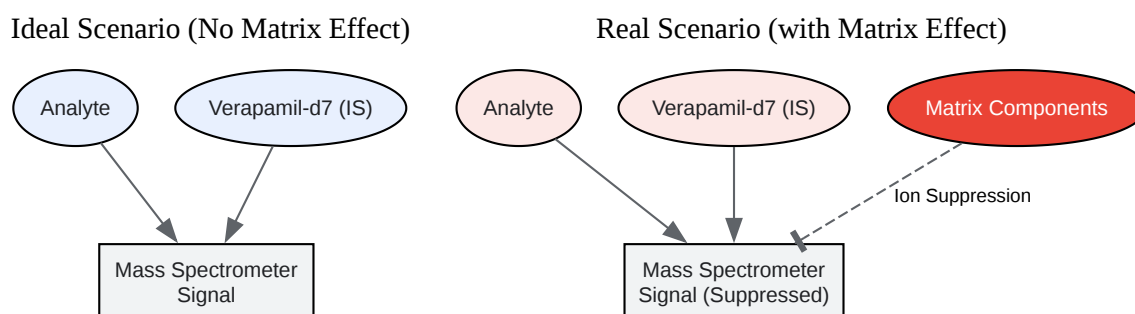 Ideal Scenario (No Matrix Effect)
Real Scenario (with Matrix Effect)
Analyte
Verapamil-d7 (IS)
Analyte
Verapamil-d7 (IS)
Matrix Components
Ion Suppression
Mass Spectrometer
Signal
Mass Spectrometer
Signal (Suppressed)